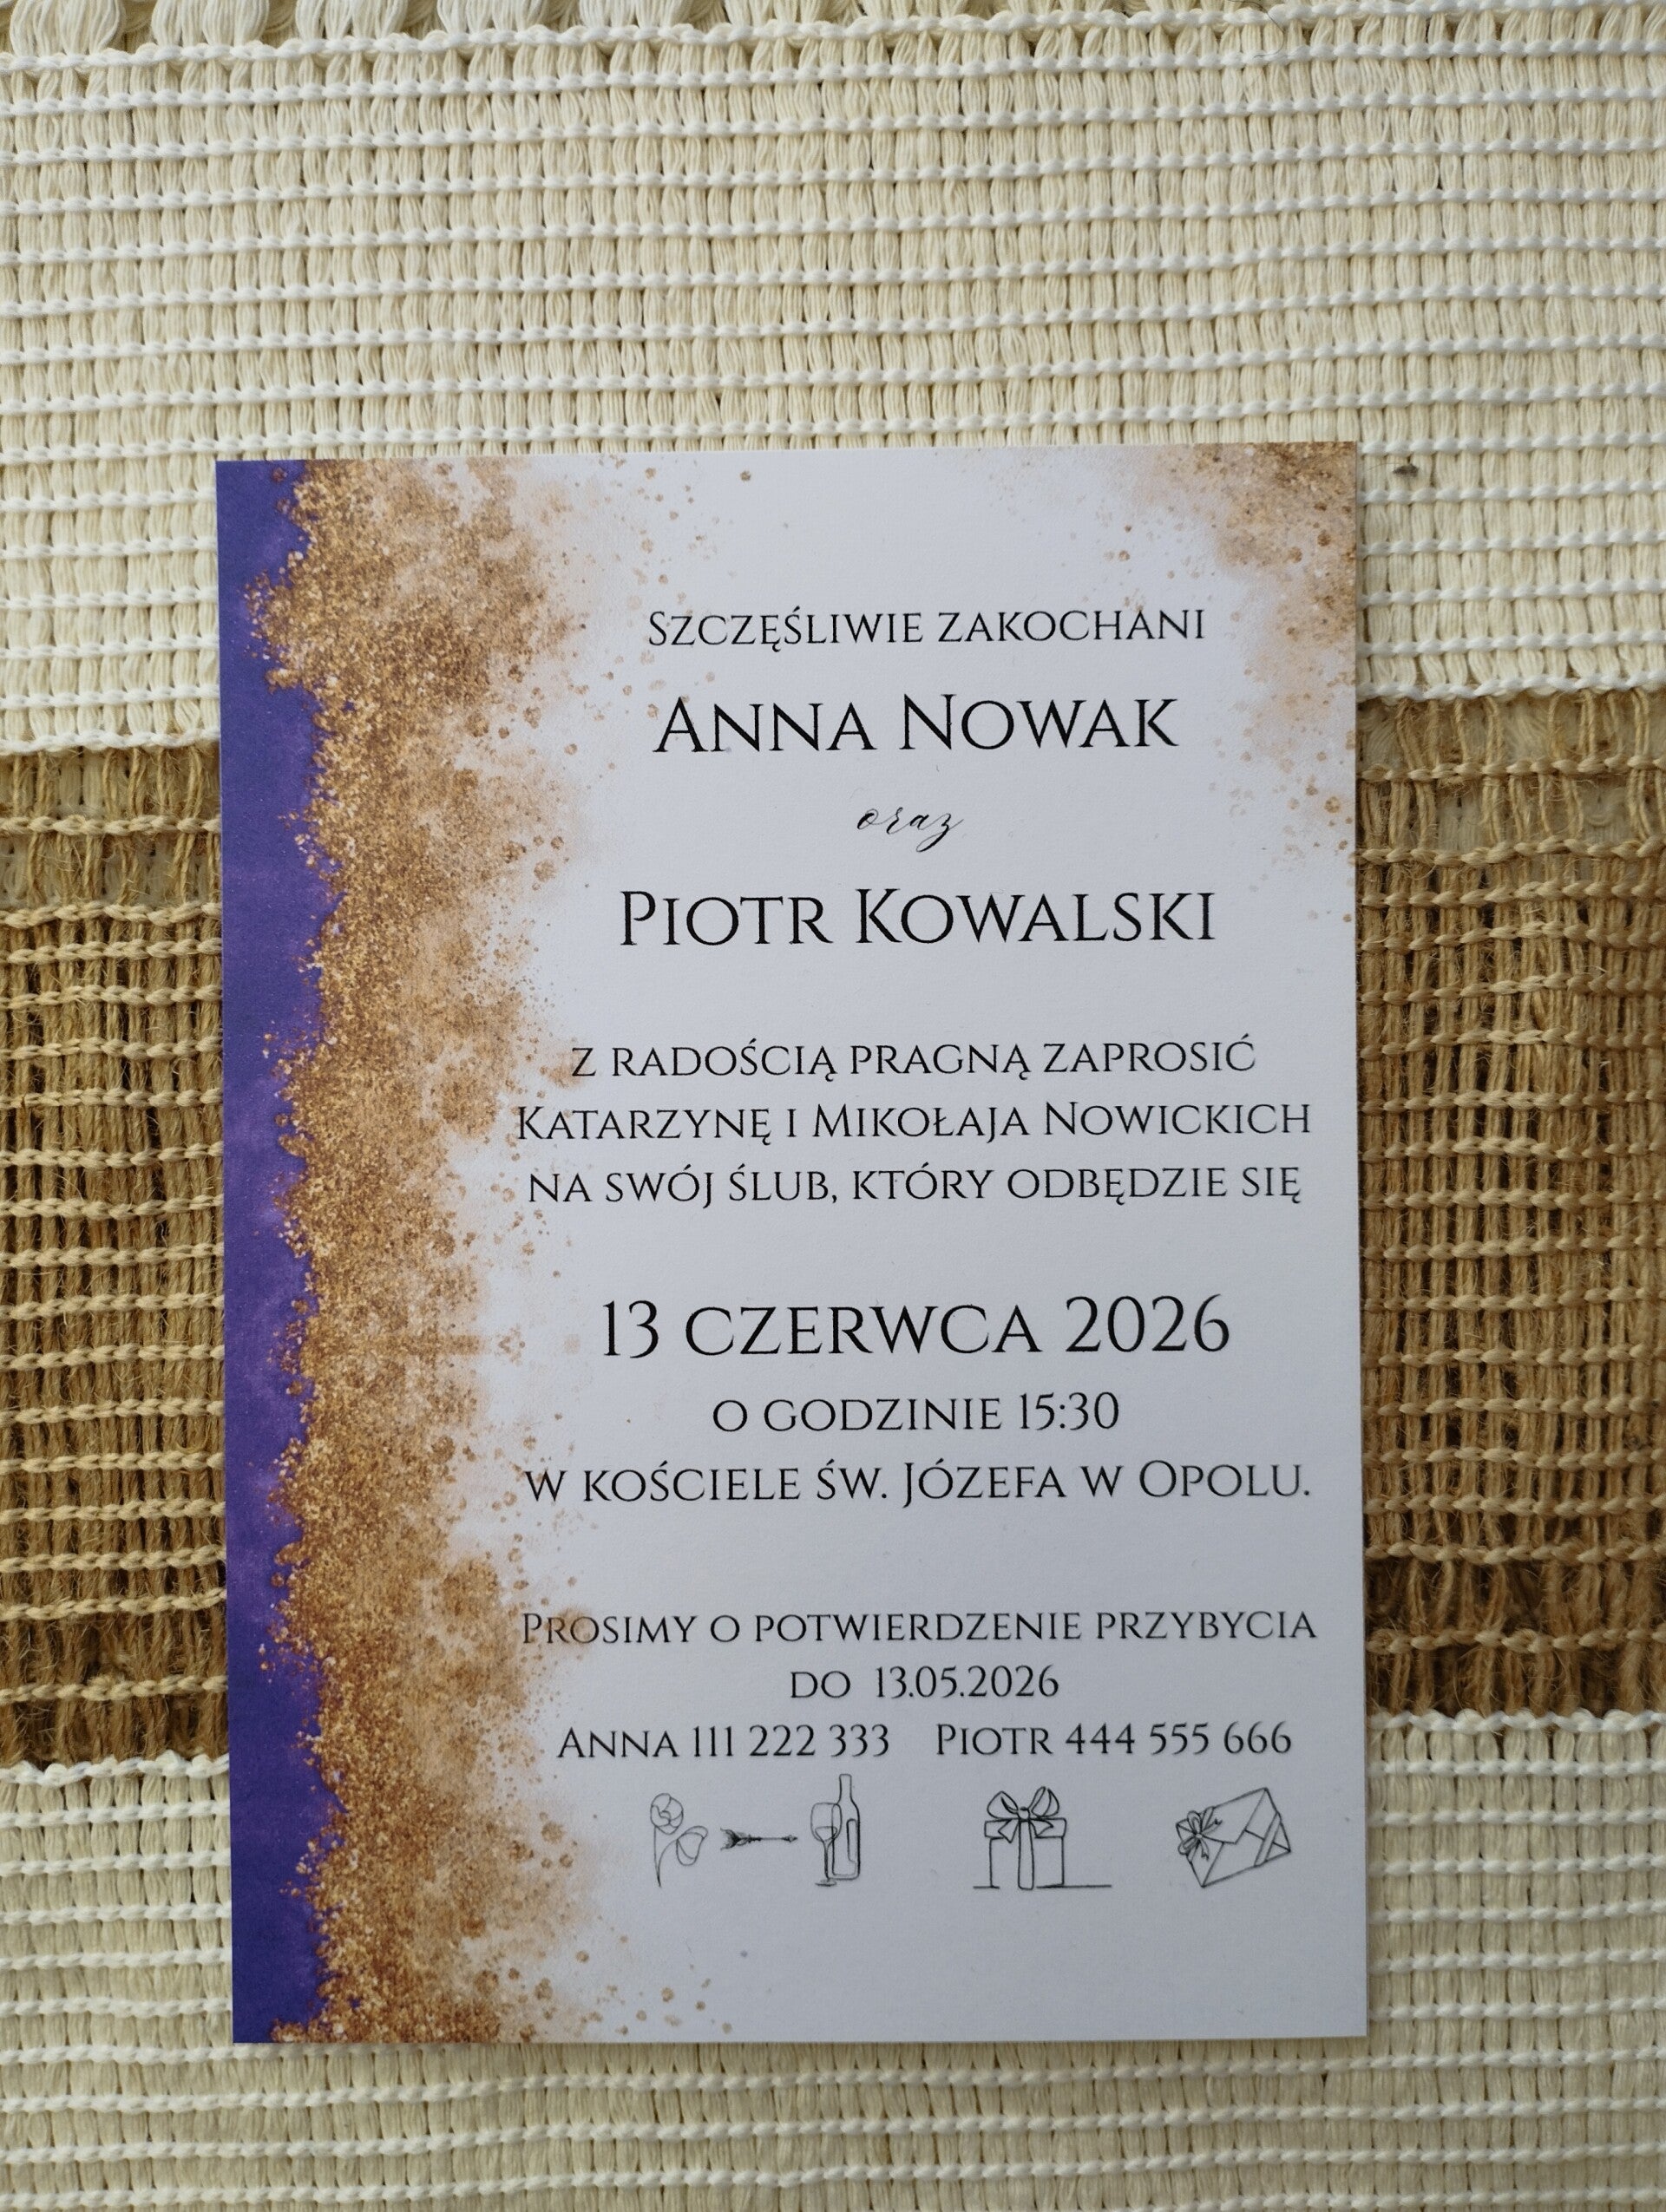 Szczęśliwie zakochani
Anna Nowak
oraz
Piotr Kowalski
z radością pragną zaprosić
Katarzynę i Mikołaja Nowickich
na swój ślub, który odbędzie się
13 czerwca 2026
o godzinie 15:30
w kościele św. Józefa w Opolu.
Prosimy o potwierdzenie przybycia
do 13.05.2026
Anna 111 222 333 Piotr 444 555 666